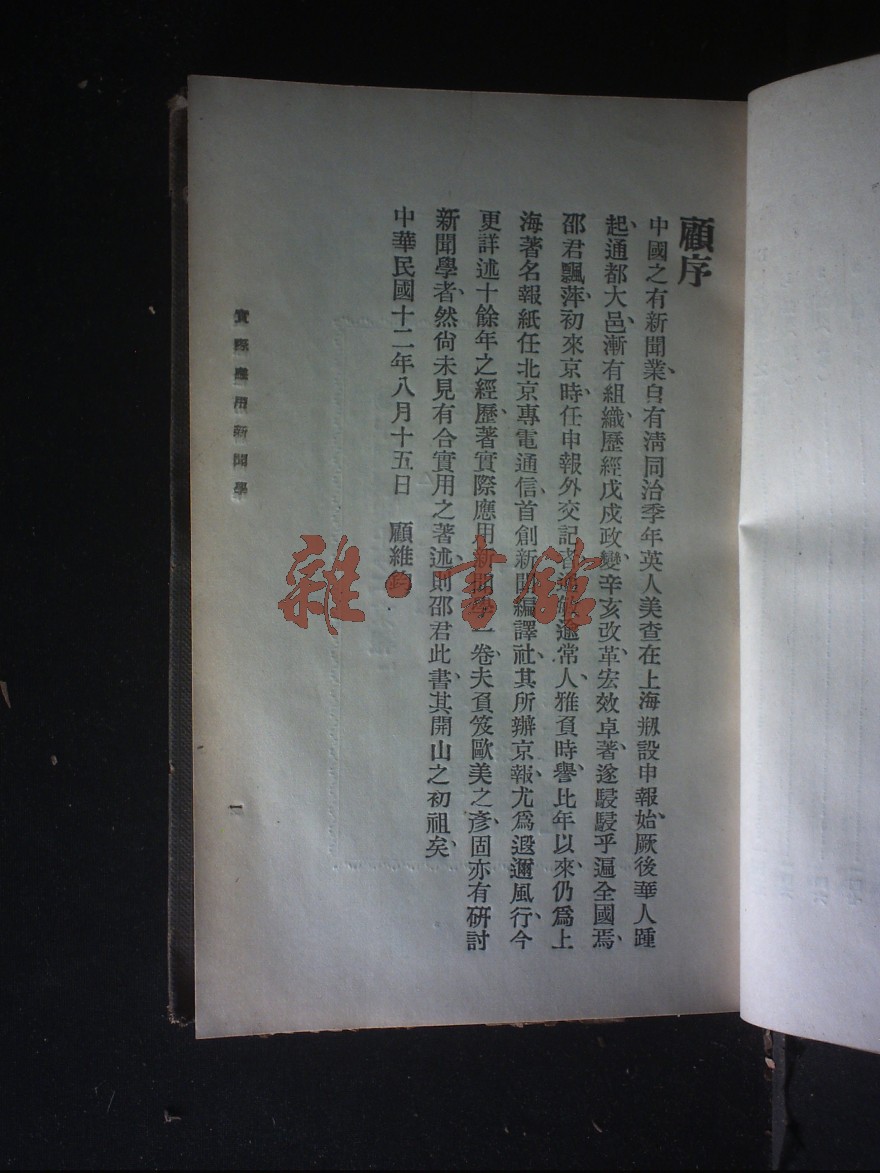 顧序
中國之有新聞業、自有淸同治季年英人美查在上海剏設申報始、厥後華人踵
起、通都大邑、漸有組織、歷經戊戌政變、辛亥改革、宏效卓著、遂駸駸乎遍全國焉、
邵君飄萍、初來京時、任申報外交記者、逾常人、雅負時譽、比年以來、仍爲上
海著名報紙任北京專電通信、首創新聞編譯社、其所辦京報、尤爲遐邇風行、今
更詳述十餘年之經歷、著實際應用新聞學一卷、夫負笈歐美之彥、固亦有硏討
新聞學者、然尙未見有合實用之著述、則邵君此書、其開山之初祖矣、
中華民國十二年八月十五日 顧維鈞
實際應用新聞學
一
雜·書館